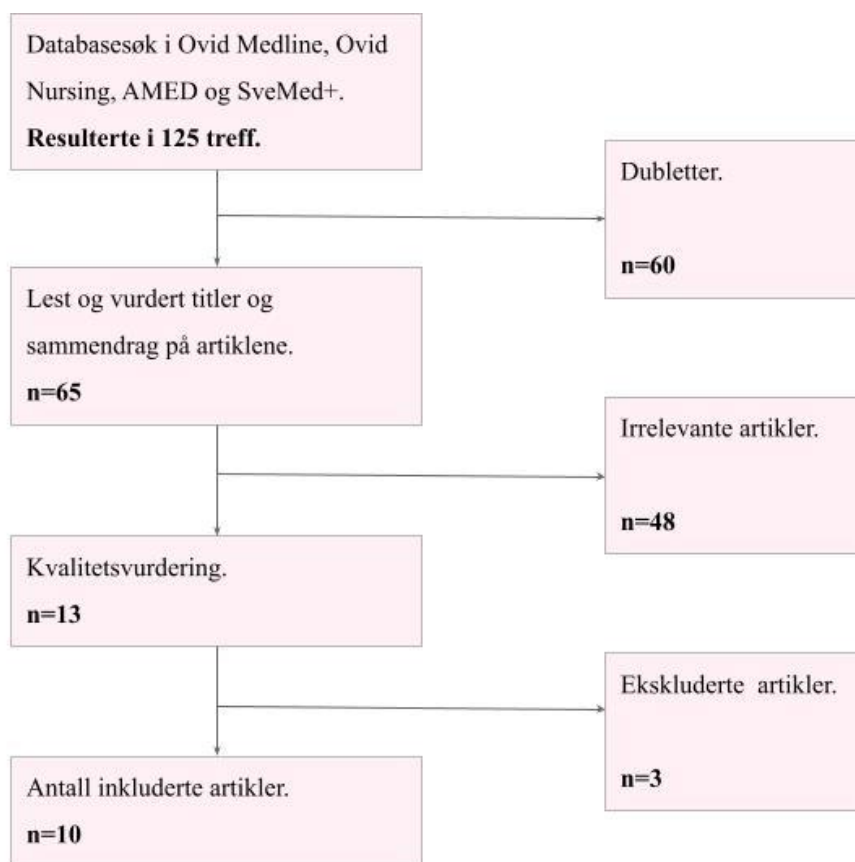 Databasesøk i Ovid Medline, Ovid
Nursing, AMED og SveMed+.
Resulterte i 125 treff.
Dubletter.
n=60
Lest og vurdert titler og
sammendrag på artiklene.
n=65
Irrelevante artikler.
n=48
Kvalitetsvurdering.
n=13
Ekskluderte artikler.
n=3
Antall inkluderte artikler.
n=10